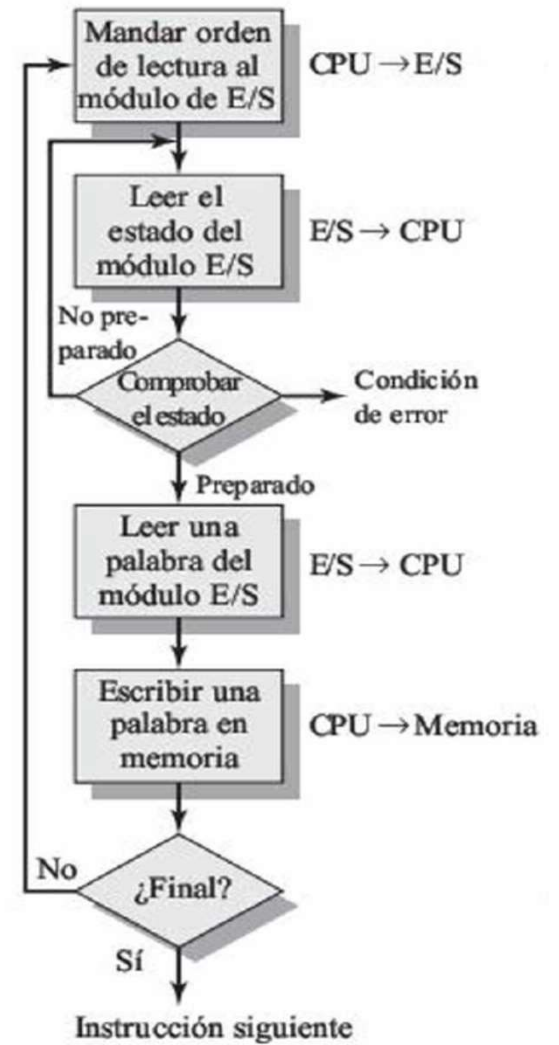 Mandar orden
de lectura al
módulo de E/S
CPU → E/S
Leer el
estado del
módulo E/S
E/S → CPU
No pre-
parado
Comprobar
el estado
Condición
de error
Preparado
Leer una
palabra del
módulo E/S
E/S → CPU
Escribir una
palabra en
memoria
CPU → Memoria
No
¿Final?
Sí
Instrucción siguiente